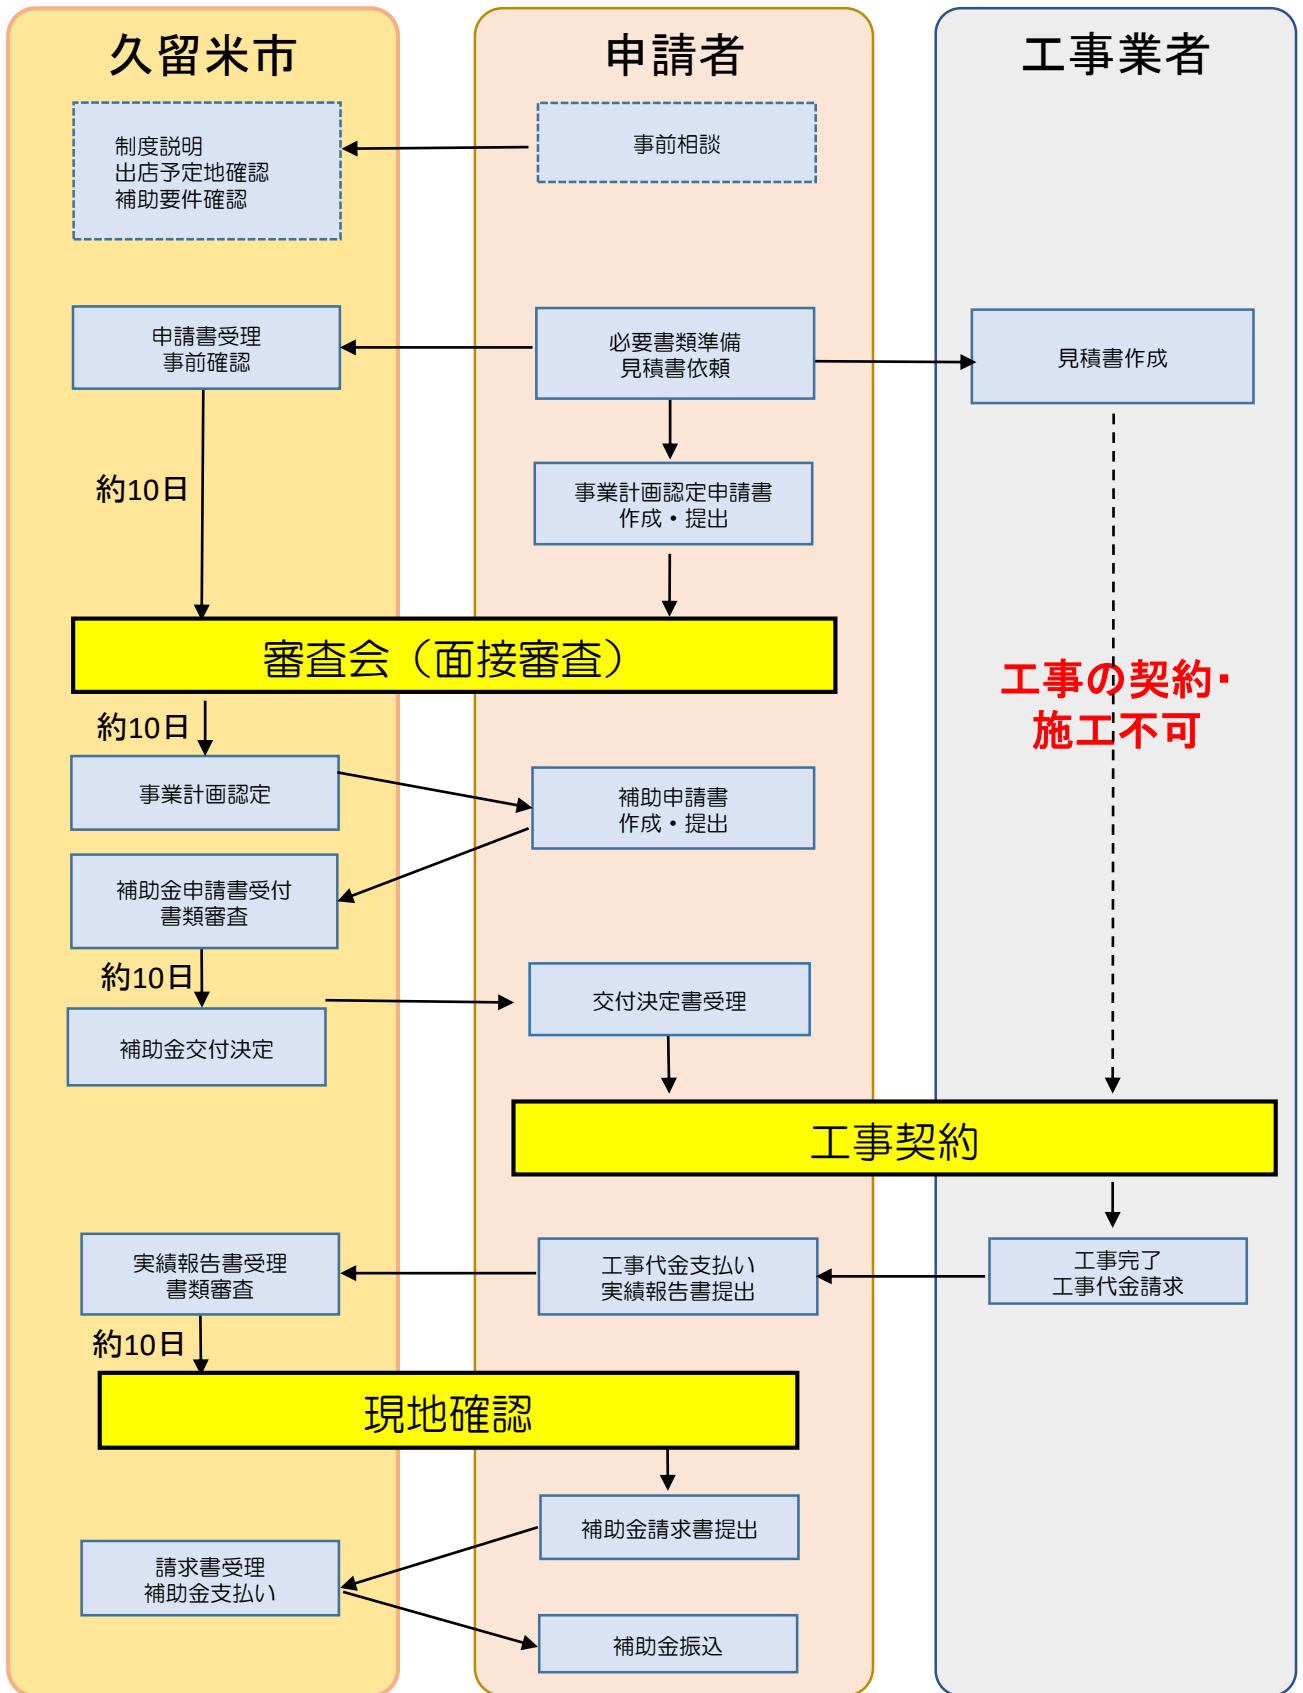 久留米市
申請者
工事業者
制度説明
出店予定地確認
補助要件確認
事前相談
申請書受理
事前確認
必要書類準備
見積書依頼
見積書作成
約10日
事業計画認定申請書
作成・提出
審査会（面接審査）
工事の契約・
施工不可
約10日
事業計画認定
補助申請書
作成・提出
補助金申請書受付
書類審査
約10日
交付決定書受理
補助金交付決定
工事契約
実績報告書受理
書類審査
工事代金支払い
実績報告書提出
工事完了
工事代金請求
約10日
現地確認
補助金請求書提出
請求書受理
補助金支払い
補助金振込